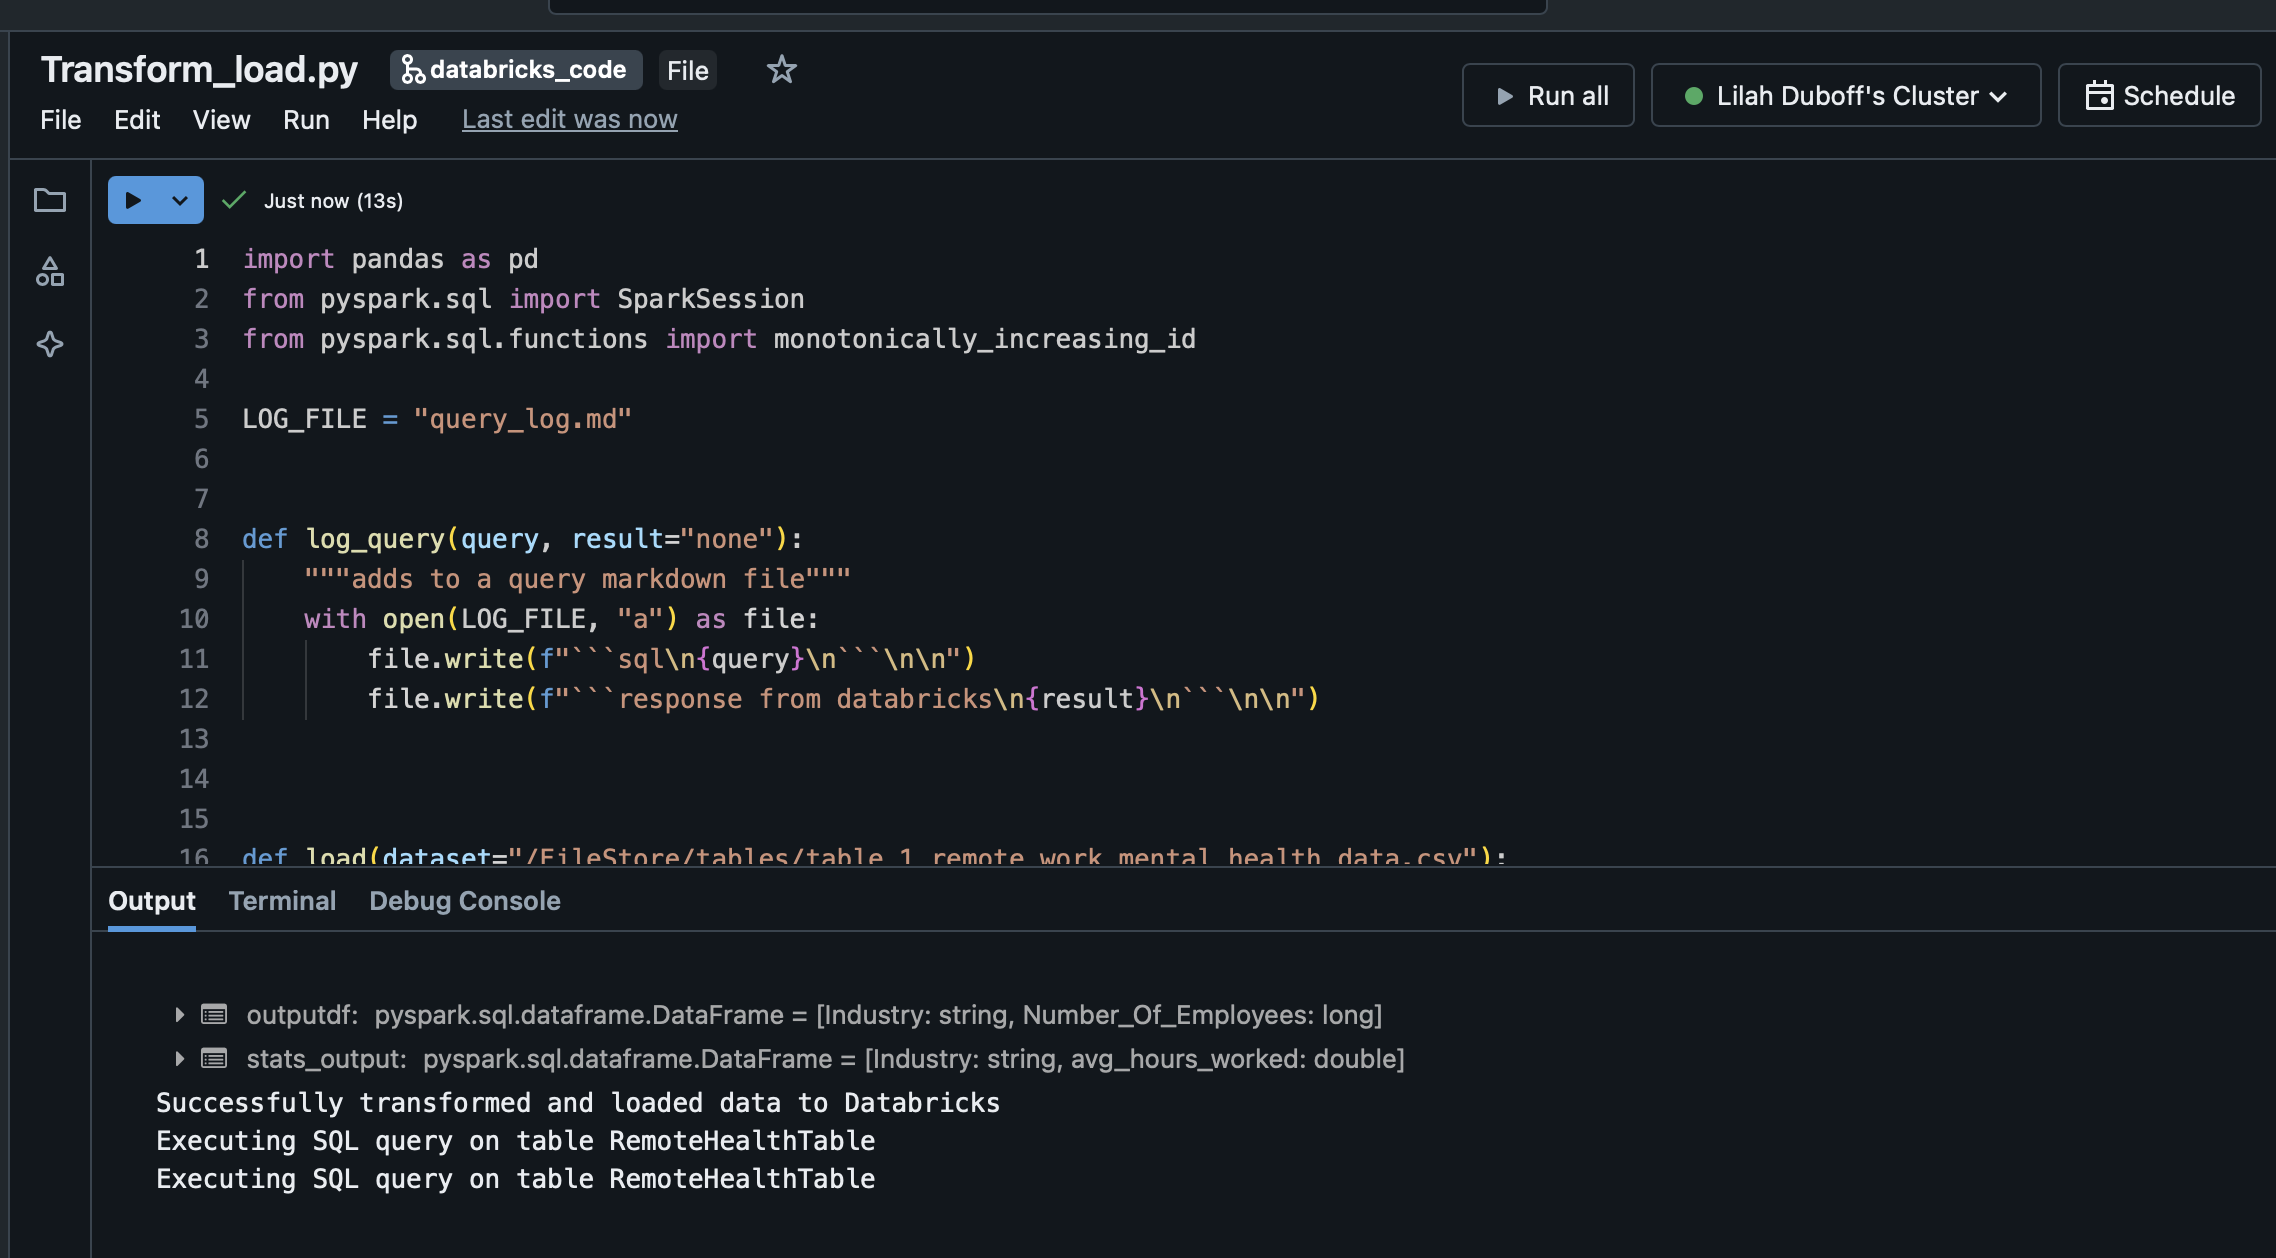 Transform_load.py databricks_code File
File Edit View Run Help Last edit was now
Run all Lilah Duboff's Cluster Schedule
Just now (13s)
1 import pandas as pd
2 from pyspark.sql import SparkSession
3 from pyspark.sql.functions import monotonically_increasing_id
4
5 LOG_FILE = "query_log.md"
6
7
8 def log_query(query, result="none"):
9     """adds to a query markdown file"""
10     with open(LOG_FILE, "a") as file:
11         file.write(f"```sql\n{query}\n```\n\n")
12         file.write(f"```response from databricks\n{result}\n```\n\n")
13
14
15
16 def load(dataset="/FileStore/tables/table_1_remote_work_mental_health_data.csv"):
Output Terminal Debug Console
outputdf: pyspark.sql.dataframe.DataFrame = [Industry: string, Number_Of_Employees: long]
stats_output: pyspark.sql.dataframe.DataFrame = [Industry: string, avg_hours_worked: double]
Successfully transformed and loaded data to Databricks
Executing SQL query on table RemoteHealthTable
Executing SQL query on table RemoteHealthTable